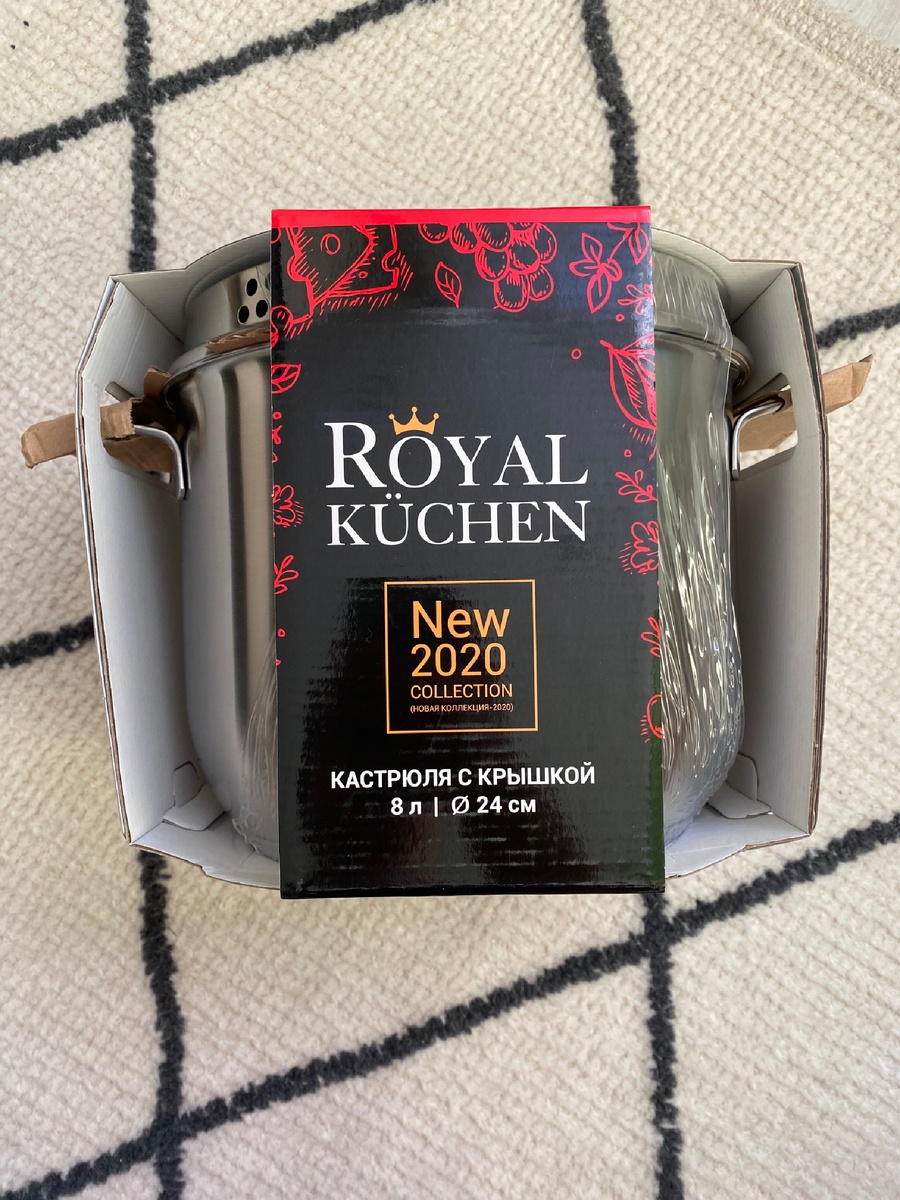 ROYAL
KÜCHEN
New
2020
COLLECTION
(НОВАЯ КОЛЛЕКЦИЯ-2020)
КАСТРЮЛЯ С КРЫШКОЙ
8 л | Ø 24 см